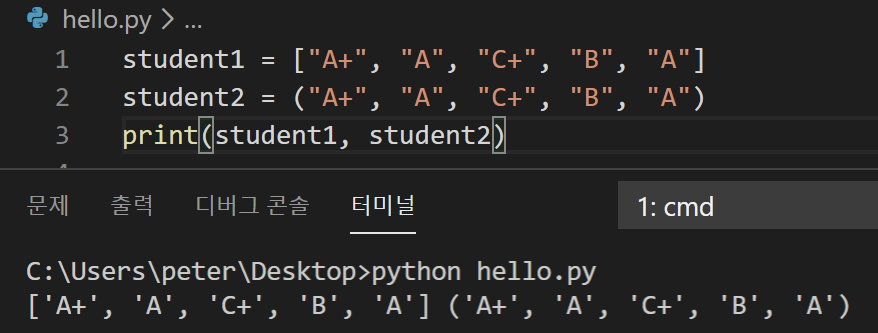 hello.py > ...
1 student1 = ["A+", "A", "C+", "B", "A"]
2 student2 = ("A+", "A", "C+", "B", "A")
3 print(student1, student2)
문제 출력 디버그 콘솔 터미널 1: cmd
C:\Users\peter\Desktop>python hello.py
['A+', 'A', 'C+', 'B', 'A'] ('A+', 'A', 'C+', 'B', 'A')